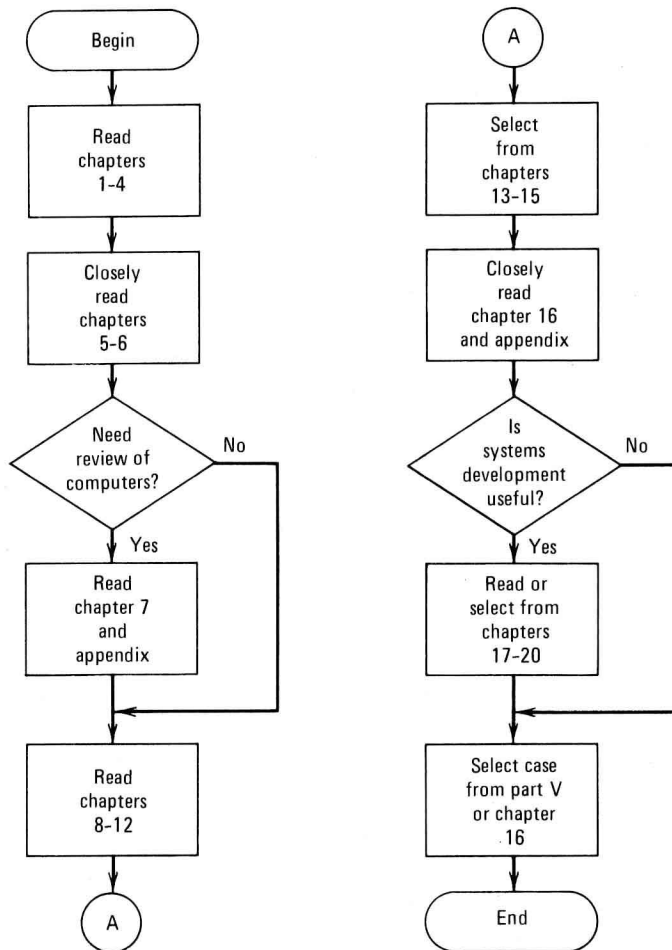 Begin
Read
chapters
1-4
Closely
read
chapters
5-6
Need
review of
computers?
No
Yes
Read
chapter 7
and
appendix
Read
chapters
8-12
A
A
Select
from
chapters
13-15
Closely
read
chapter 16
and appendix
Is
systems
development
useful?
No
Yes
Read or
select from
chapters
17-20
Select case
from part V
or chapter
16
End